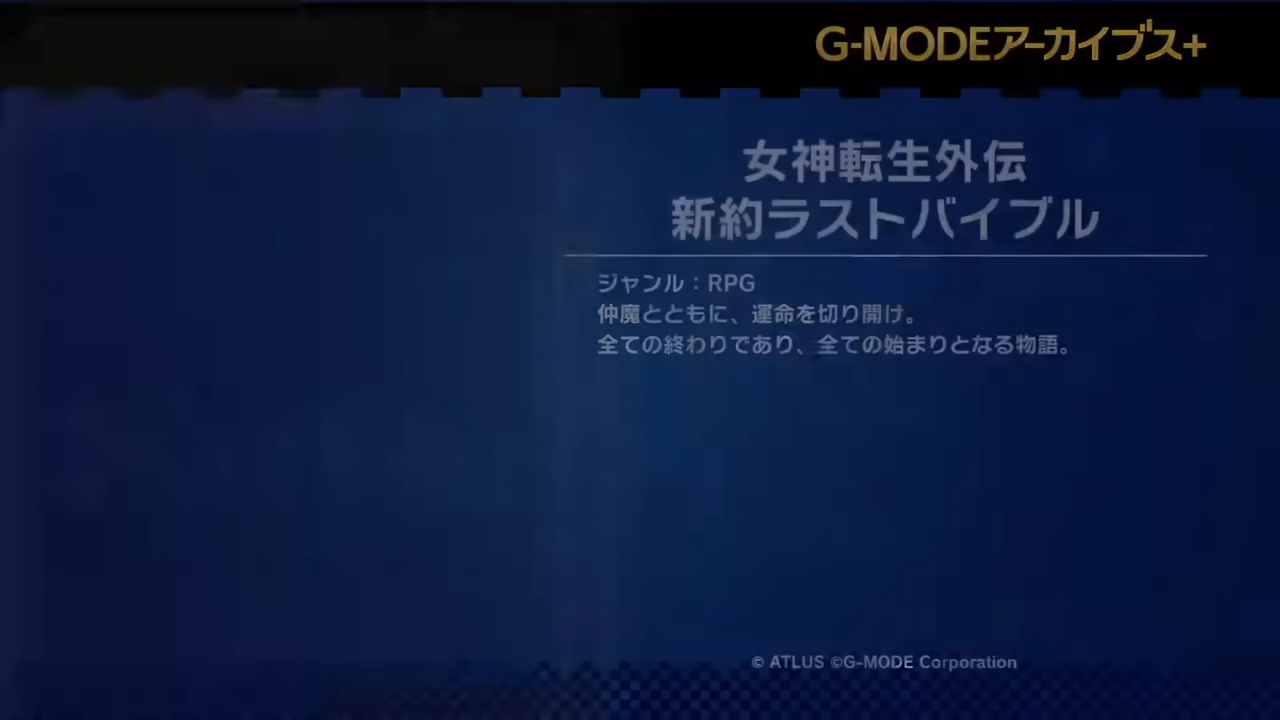 G-MODEアーカイブス+
女神転生外伝
新約ラストバイブル
ジャンル：RPG
仲魔とともに、運命を切り開け。
全ての終わりであり、全ての始まりとなる物語。
© ATLUS ©G-MODE Corporation